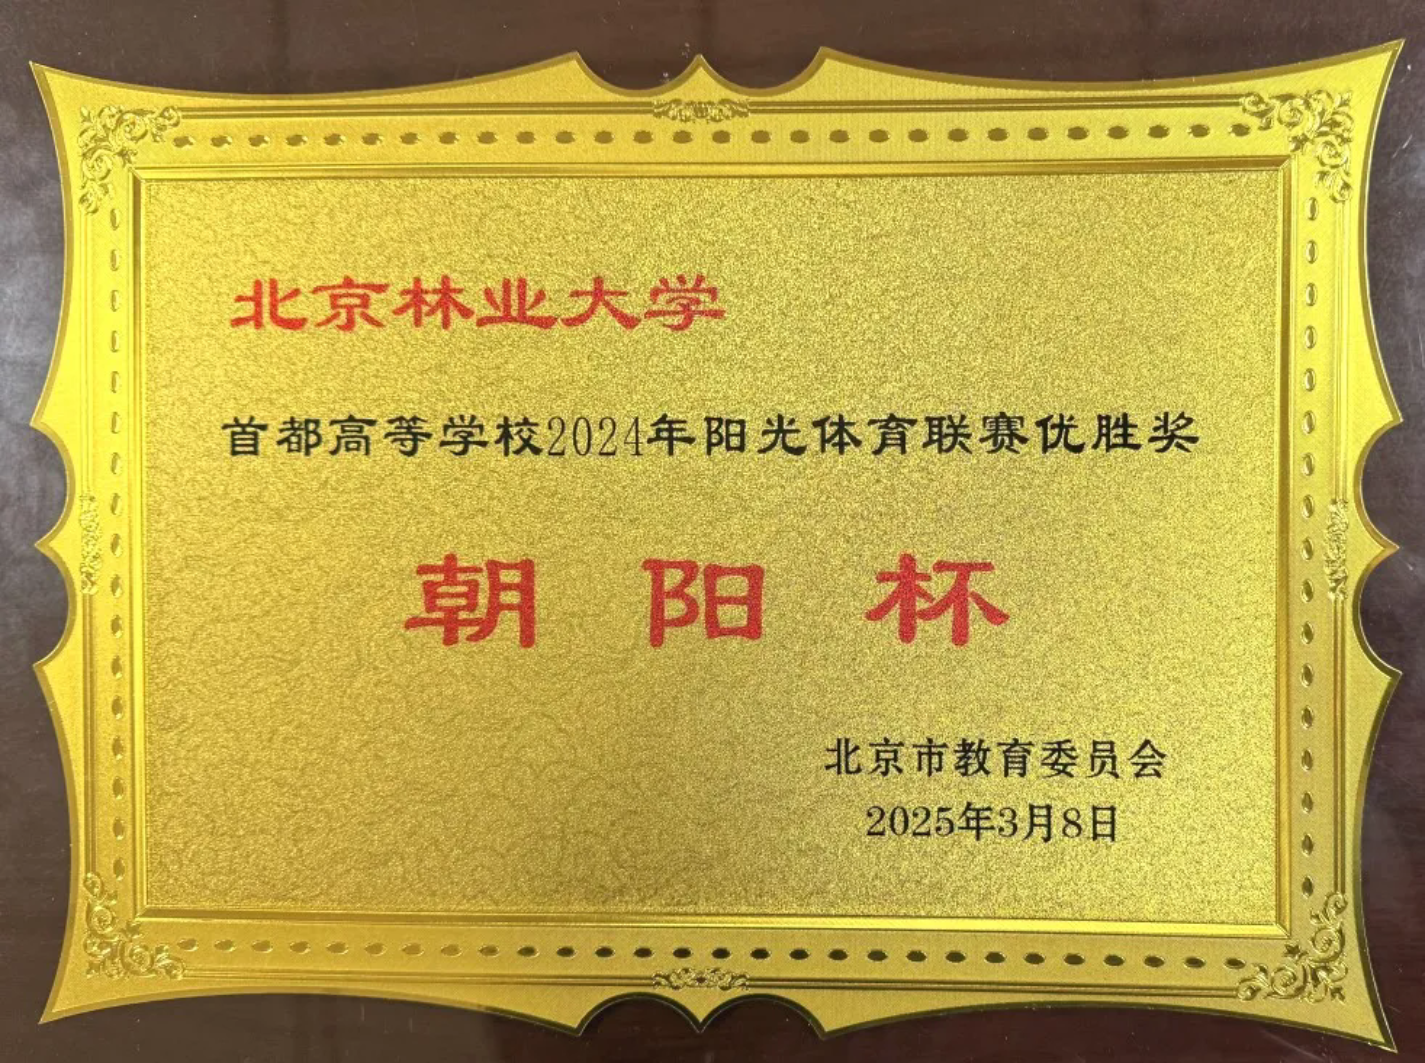 北京林业大学
首都高等学校2024年阳光体育联赛优胜奖
朝阳杯
北京市教育委员会
2025年3月8日